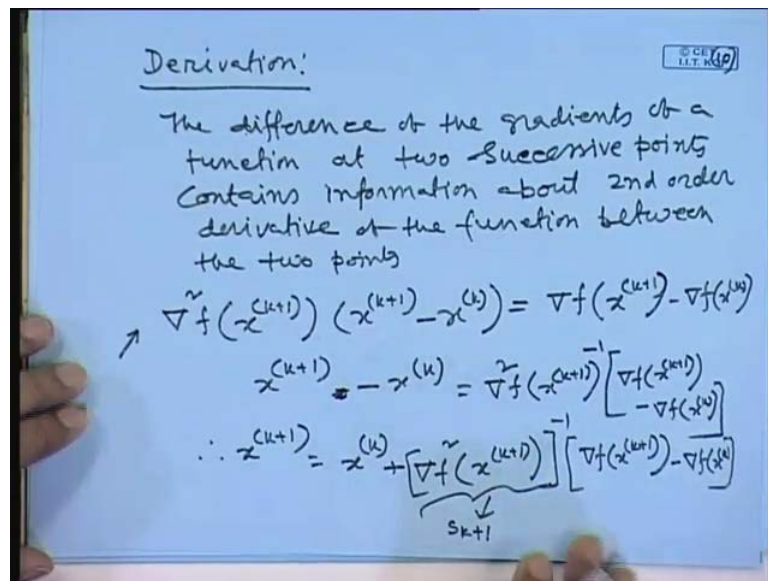 Derivation:
© CET
I.I.T. KGP
The difference of the gradients of a
function at two successive points
contains information about 2nd order
derivative of the function between
the two points
∇²f(x^(k+1)) (x^(k+1) - x^(k)) = ∇f(x^(k+1)) - ∇f(x^(k))
x^(k+1) - x^(k) = ∇²f(x^(k+1))^-1 [∇f(x^(k+1))
- ∇f(x^(k))]
∴ x^(k+1) = x^(k) + [∇²f(x^(k+1))]^-1 [∇f(x^(k+1)) - ∇f(x^(k))]
S_k+1